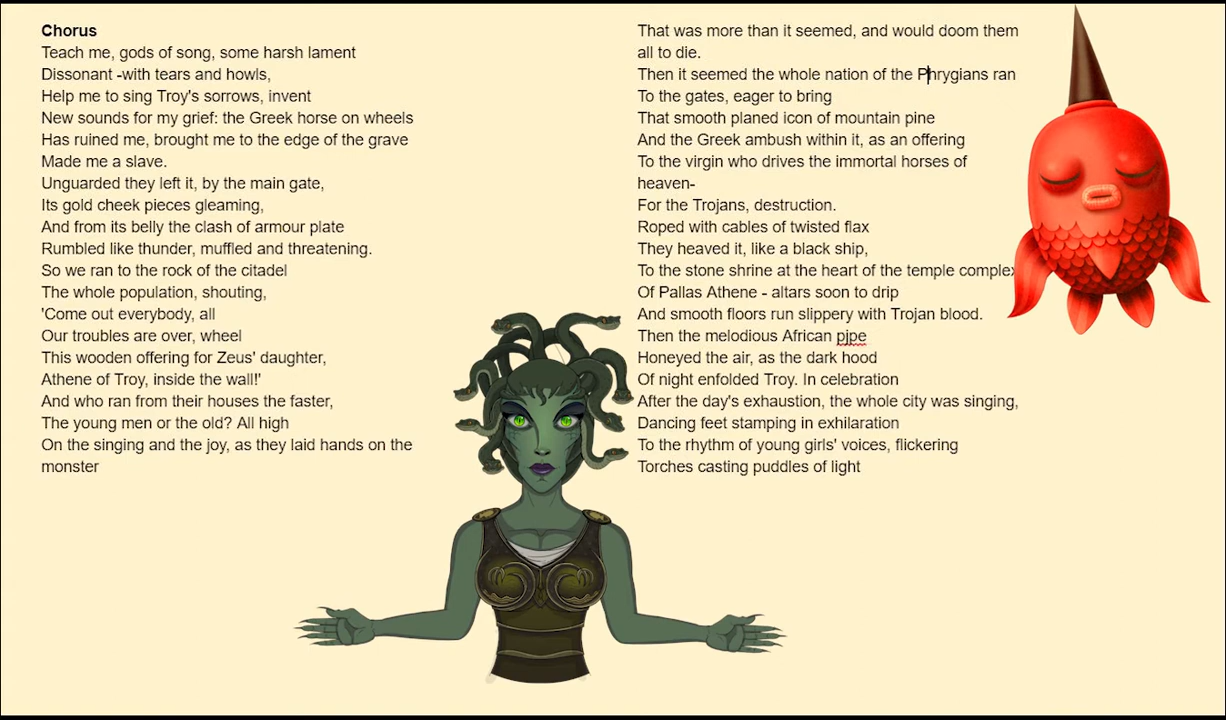 Chorus
Teach me, gods of song, some harsh lament
Dissonant -with tears and howls,
Help me to sing Troy's sorrows, invent
New sounds for my grief: the Greek horse on wheels
Has ruined me, brought me to the edge of the grave
Made me a slave.
Unguarded they left it, by the main gate,
Its gold cheek pieces gleaming,
And from its belly the clash of armour plate
Rumbled like thunder, muffled and threatening.
So we ran to the rock of the citadel
The whole population, shouting,
'Come out everybody, all
Our troubles are over, wheel
This wooden offering for Zeus' daughter,
Athene of Troy, inside the wall!'
And who ran from their houses the faster,
The young men or the old? All high
On the singing and the joy, as they laid hands on the
monster
That was more than it seemed, and would doom them
all to die.
Then it seemed the whole nation of the Phrygians ran
To the gates, eager to bring
That smooth planed icon of mountain pine
And the Greek ambush within it, as an offering
To the virgin who drives the immortal horses of
heaven-
For the Trojans, destruction.
Roped with cables of twisted flax
They heaved it, like a black ship,
To the stone shrine at the heart of the temple complex
Of Pallas Athene - altars soon to drip
And smooth floors run slippery with Trojan blood.
Then the melodious African pjpe
Honeyed the air, as the dark hood
Of night enfolded Troy. In celebration
After the day's exhaustion, the whole city was singing,
Dancing feet stamping in exhilaration
To the rhythm of young girls' voices, flickering
Torches casting puddles of light